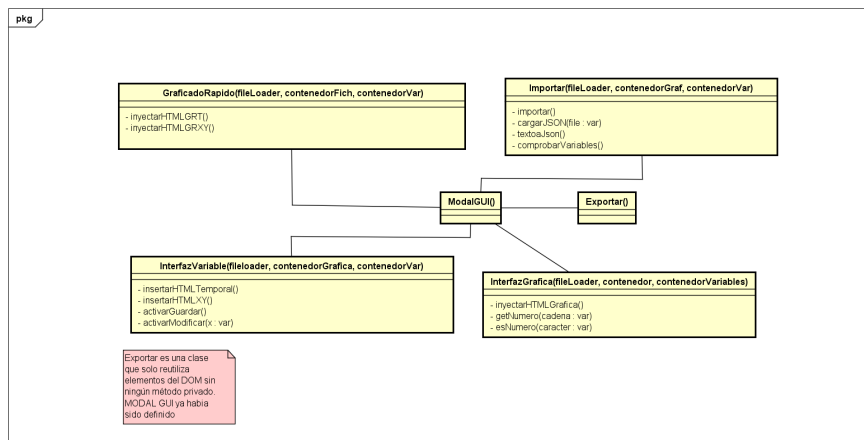 pkg
GraficadoRapido(fileLoader, contenedorFich, contenedorVar)
- inyectarHTMLGRT()
- inyectarHTMLGRXY()
Importar(fileLoader, contenedorGraf, contenedorVar)
- importar()
- cargarJSON(file : var)
- textoaJson()
- comprobarVariables()
ModalGUI()
Exportar()
InterfazVariable(fileloader, contenedorGrafica, contenedorVar)
- insertarHTMLTemporal()
- insertarHTMLXY()
- activarGuardar()
- activarModificar(x : var)
InterfazGrafica(fileLoader, contenedor, contenedorVariables)
- inyectarHTMLGrafica()
- getNumero(cadena : var)
- esNumero(caracter : var)
Exportar es una clase
que solo reutiliza
elementos del DOM sin
ningún método privado.
MODAL GUI ya habia
sido definido